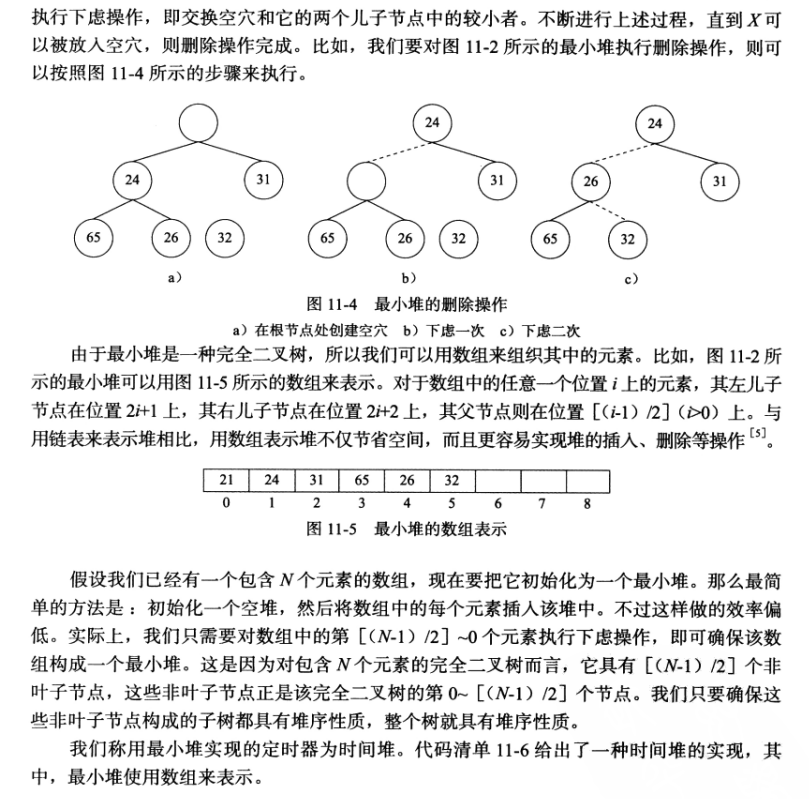 执行下虑操作，即交换空穴和它的两个儿子节点中的较小者。不断进行上述过程，直到 X 可
以被放入空穴，则删除操作完成。比如，我们要对图 11-2 所示的最小堆执行删除操作，则可
以按照图 11-4 所示的步骤来执行。
24 24
24 31 31 26 31
65 26 32 65 26 32 65 32
a） b） c）
图 11-4 最小堆的删除操作
a）在根节点处创建空穴 b）下虑一次 c）下虑二次
由于最小堆是一种完全二叉树，所以我们可以用数组来组织其中的元素。比如，图 11-2 所
示的最小堆可以用图 11-5 所示的数组来表示。对于数组中的任意一个位置 i 上的元素，其左儿子
节点在位置 2i+1 上，其右儿子节点在位置 2i+2 上，其父节点则在位置［（i-1）/2］（i>0）上。与
用链表来表示堆相比，用数组表示堆不仅节省空间，而且更容易实现堆的插入、删除等操作［5］。
21 24 31 65 26 32
0 1 2 3 4 5 6 7 8
图 11-5 最小堆的数组表示
假设我们已经有一个包含 N 个元素的数组，现在要把它初始化为一个最小堆。那么最简
单的方法是：初始化一个空堆，然后将数组中的每个元素插入该堆中。不过这样做的效率偏
低。实际上，我们只需要对数组中的第［（N-1）/2］~0 个元素执行下虑操作，即可确保该数
组构成一个最小堆。这是因为对包含 N 个元素的完全二叉树而言，它具有［（N-1）/2］个非
叶子节点，这些非叶子节点正是该完全二叉树的第 0~［（N-1）/2］个节点。我们只要确保这
些非叶子节点构成的子树都具有堆序性质，整个树就具有堆序性质。
我们称用最小堆实现的定时器为时间堆。代码清单 11-6 给出了一种时间堆的实现，其
中，最小堆使用数组来表示。